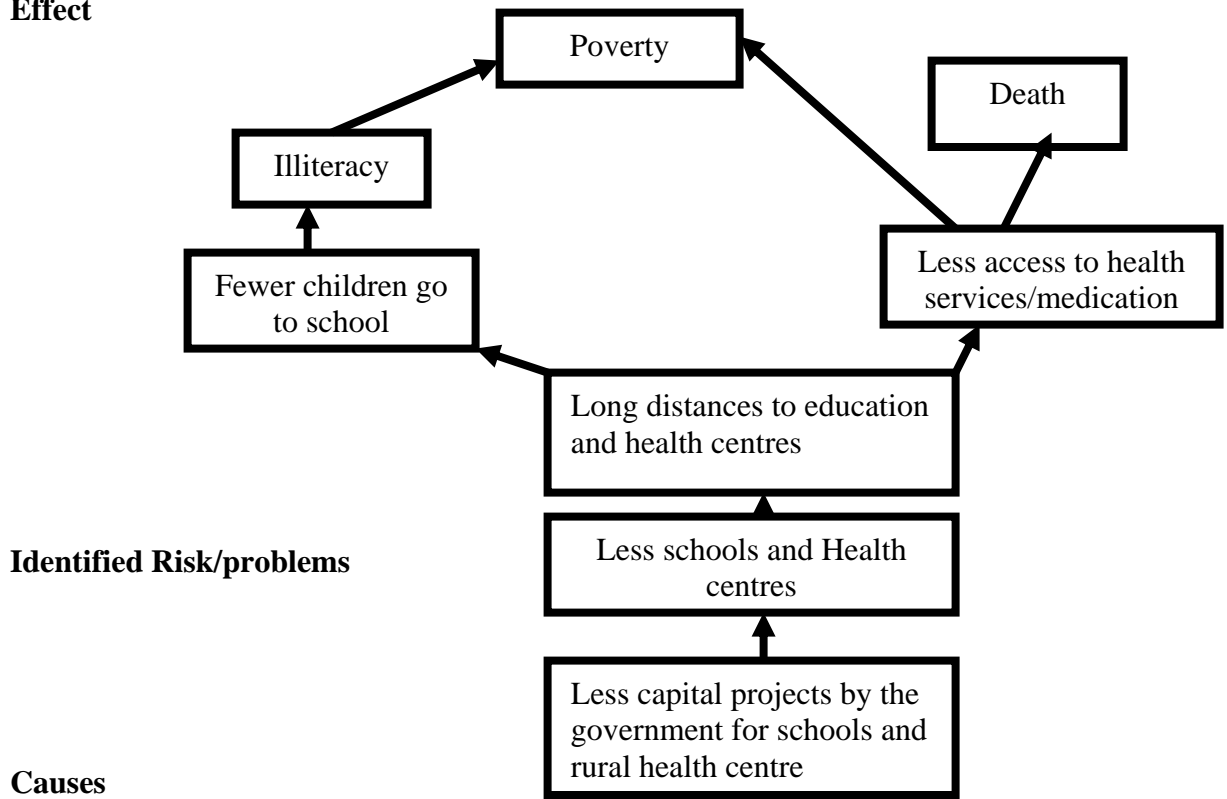 Effect
Poverty
Death
Illiteracy
Less access to health
services/medication
Fewer children go
to school
Long distances to education
and health centres
Identified Risk/problems
Less schools and Health
centres
Less capital projects by the
government for schools and
rural health centre
Causes